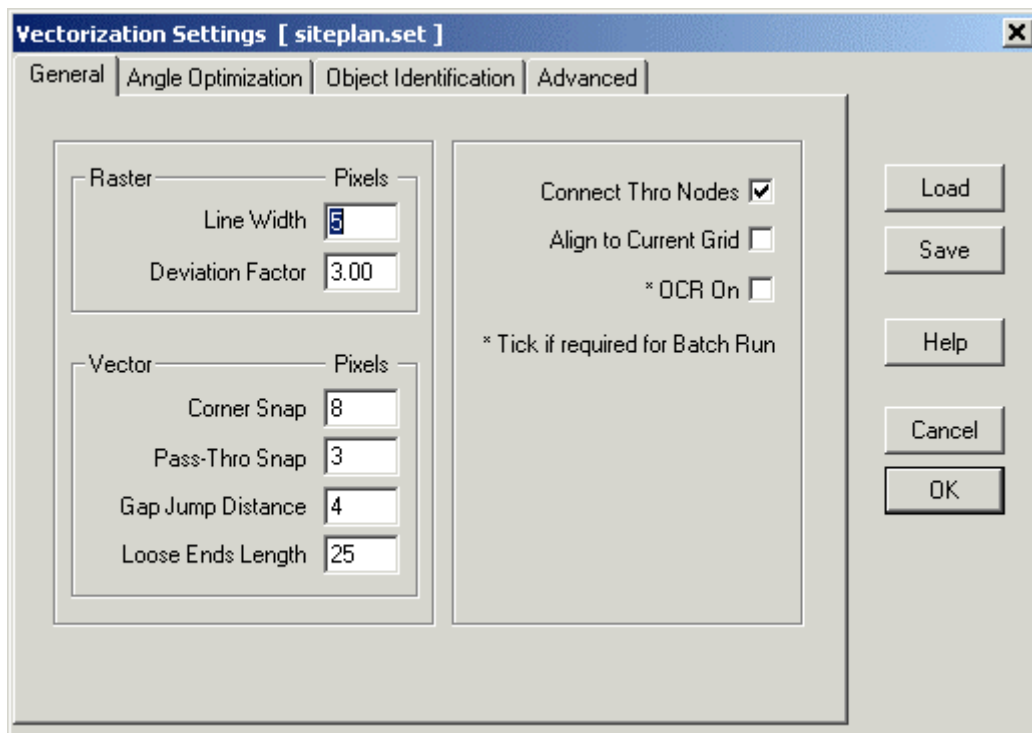 Vectorization Settings [ siteplan.set ]
General Angle Optimization Object Identification Advanced
Raster Pixels
Line Width 5
Deviation Factor 3.00
Vector Pixels
Corner Snap 8
Pass-Thro Snap 3
Gap Jump Distance 4
Loose Ends Length 25
Connect Thro Nodes
Align to Current Grid
* OCR On
* Tick if required for Batch Run
Load
Save
Help
Cancel
OK